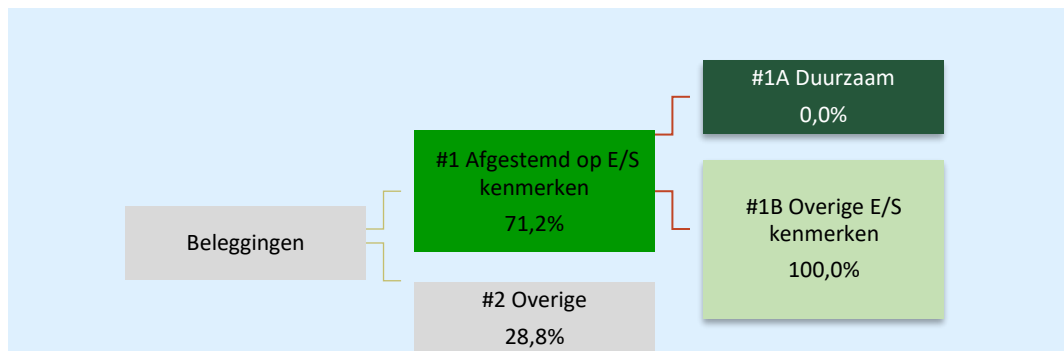 Beleggingen
#1 Afgestemd op E/S
kenmerken
71,2%
#2 Overige
28,8%
#1A Duurzaam
0,0%
#1B Overige E/S
kenmerken
100,0%